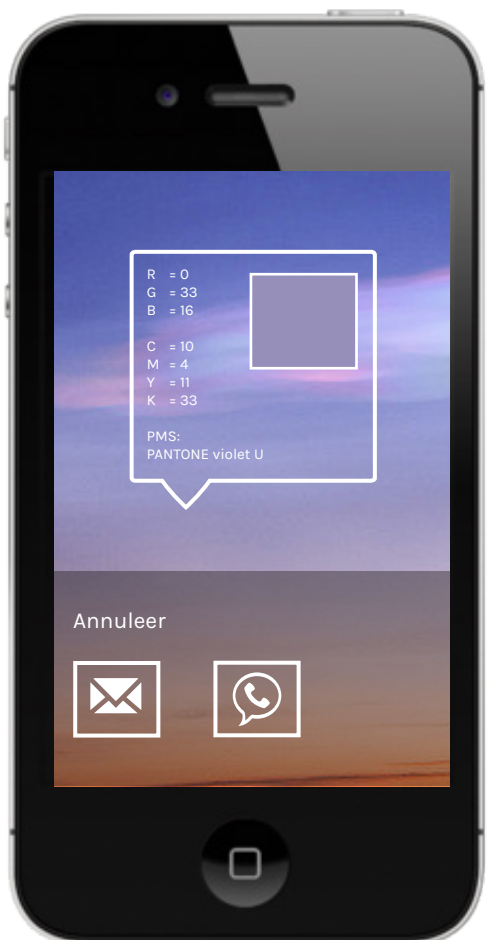 R = 0
G = 33
B = 16
C = 10
M = 4
Y = 11
K = 33
PMS:
PANTONE violet U
Annuleer